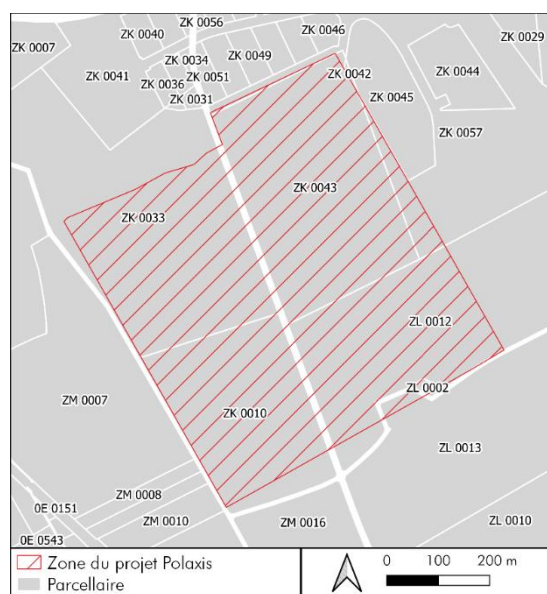 ZK 0056
ZK 0007
ZK 0040
ZK 0046
ZK 0029
ZK 0034
ZK 0049
ZK 0041
ZK 0036
ZK 0051
ZK 0042
ZK 0044
ZK 0031
ZK 0045
ZK 0057
ZK 0043
ZK 0033
ZL 0012
ZM 0007
ZL 0002
ZK 0010
ZL 0013
ZM 0008
0E 0151
ZM 0010
ZM 0016
ZL 0010
0E 0543
Zone du projet Polaxis
Parcellaire
0 100 200 m